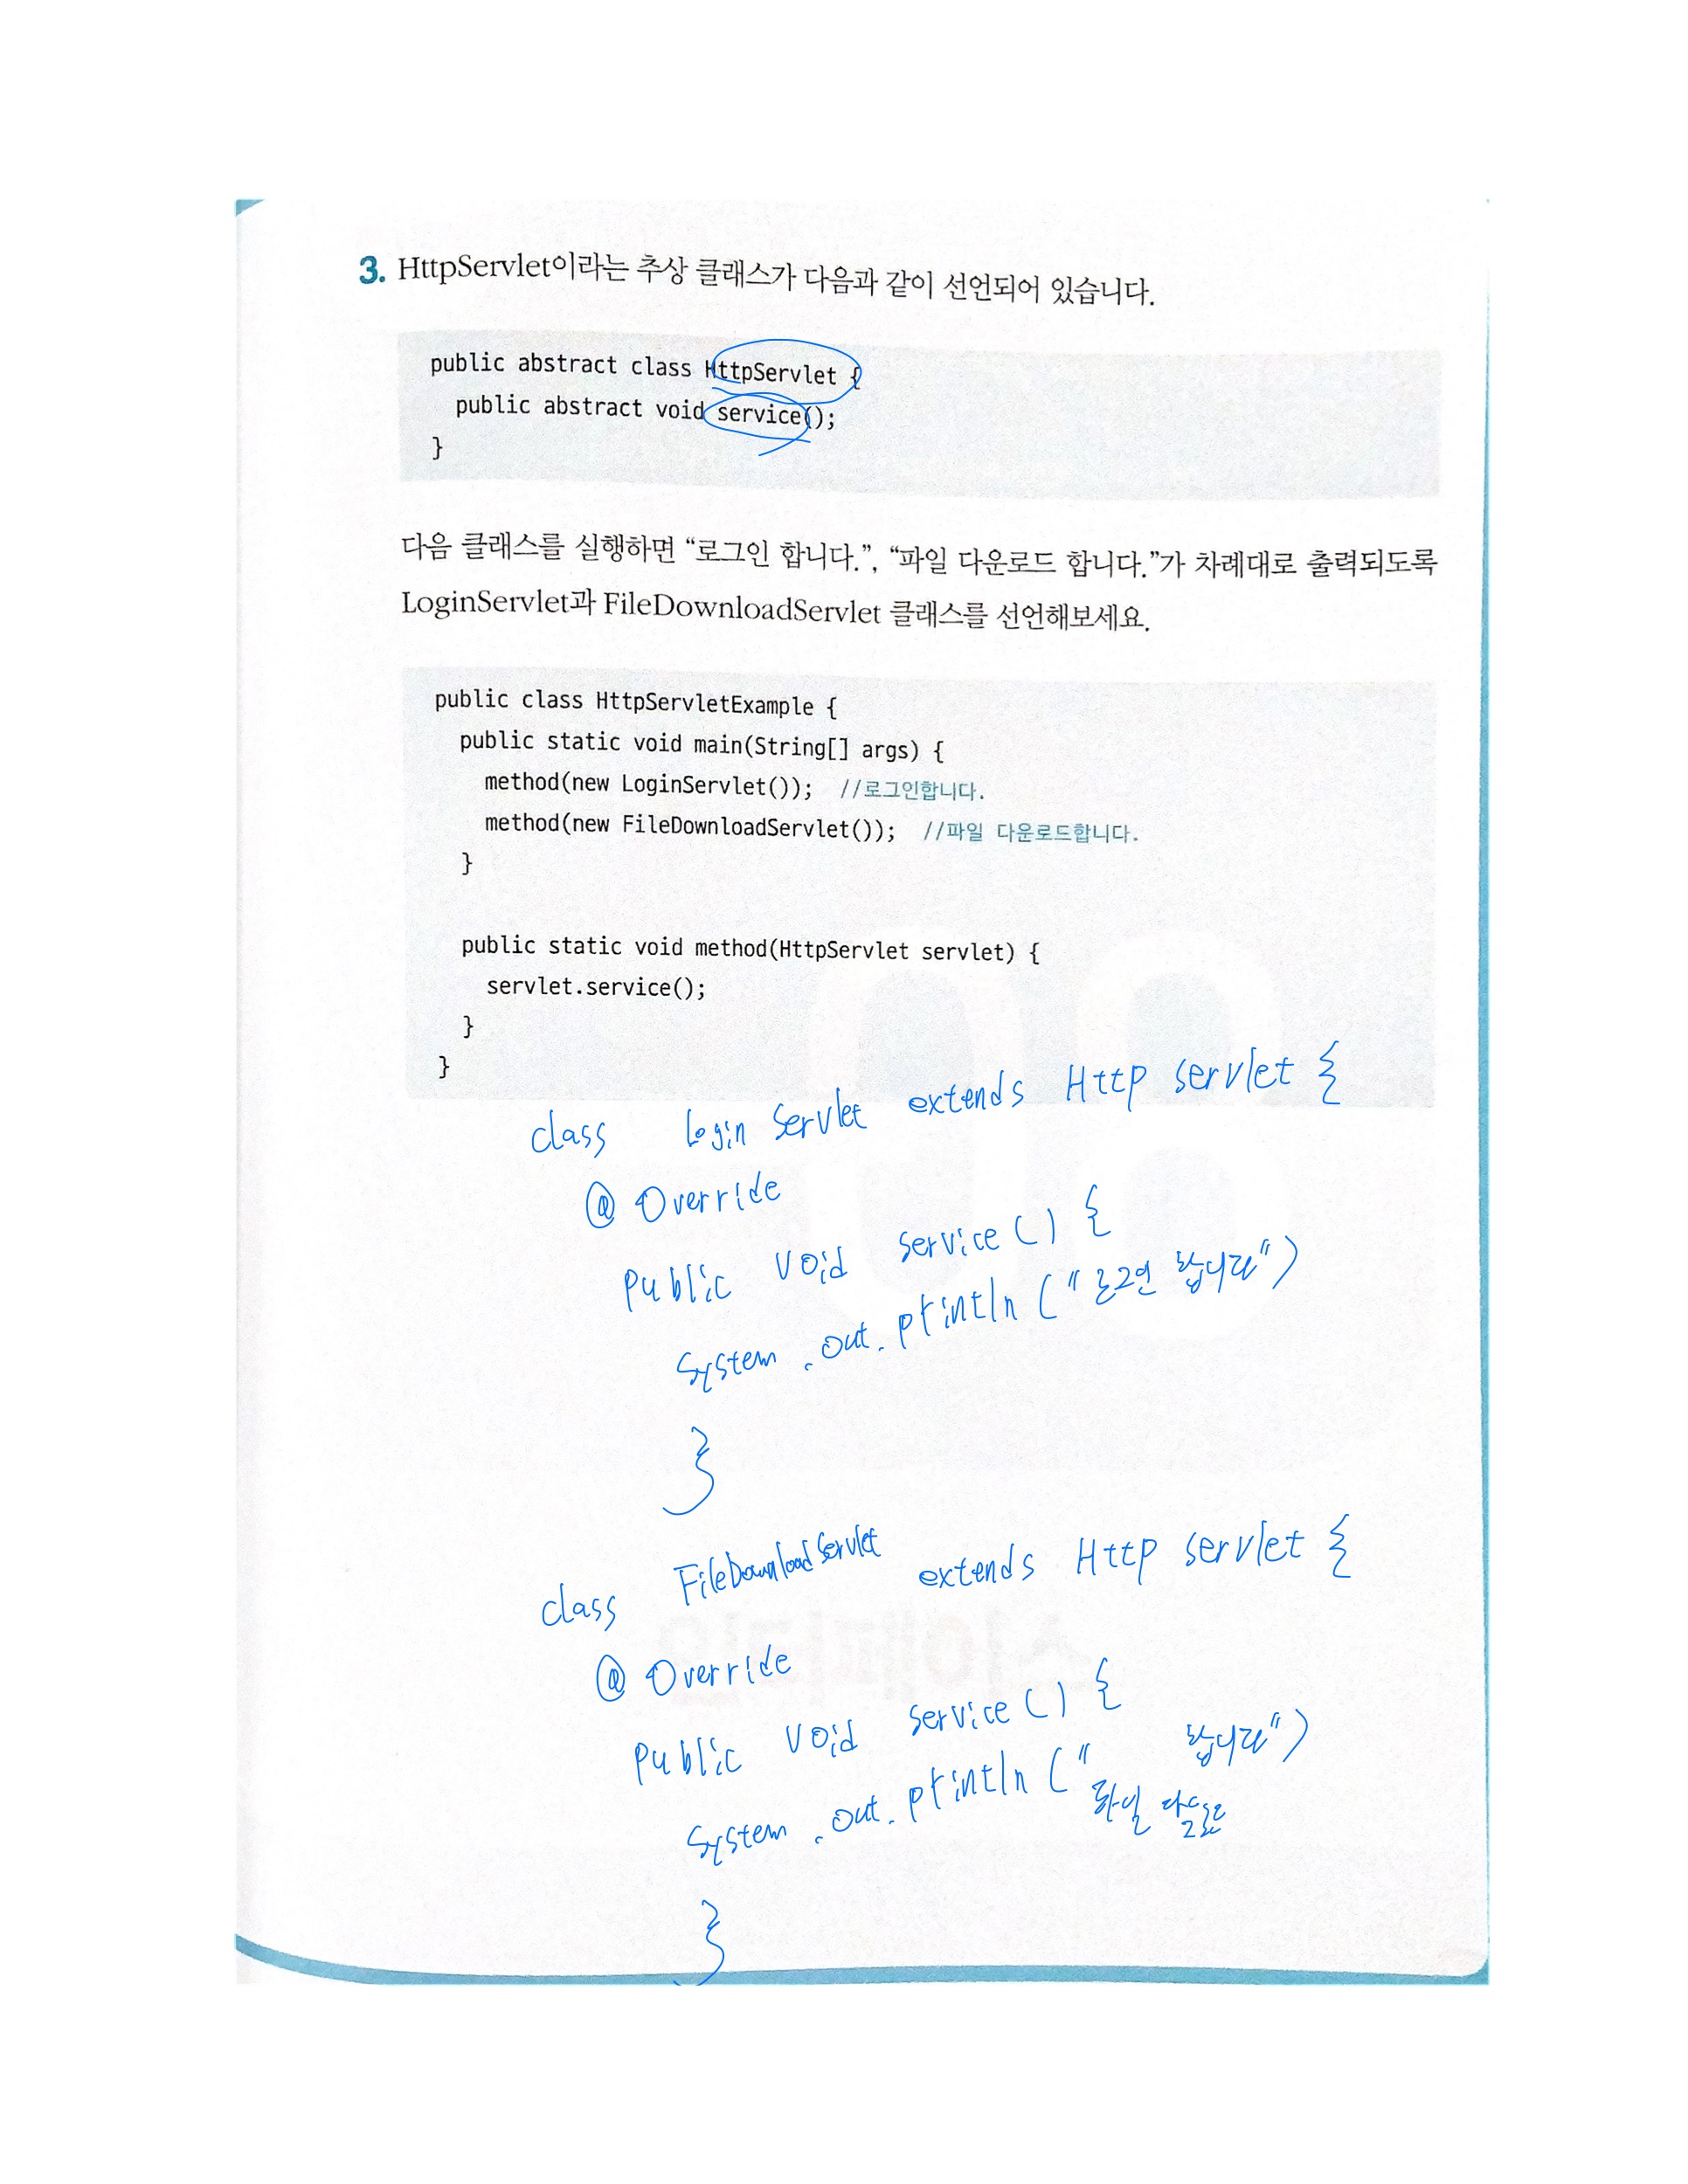 3. HttpServlet이라는 추상 클래스가 다음과 같이 선언되어 있습니다.
public abstract class HttpServlet {
public abstract void service();
}
다음 클래스를 실행하면 “로그인 합니다.”, “파일 다운로드 합니다.”가 차례대로 출력되도록
LoginServlet과 FileDownloadServlet 클래스를 선언해보세요.
public class HttpServletExample {
public static void main(String[] args) {
method(new LoginServlet()); //로그인합니다.
method(new FileDownloadServlet()); //파일 다운로드합니다.
}
public static void method(HttpServlet servlet) {
servlet.service();
}
}
class Login Servlet extends Http servlet {
@ Override
public void service() {
System.out.println("로그인 합니다")
}
class FileDownloadServlet extends Http servlet {
@ Override
public void service() {
System.out.println(" 파일 합니다")
}